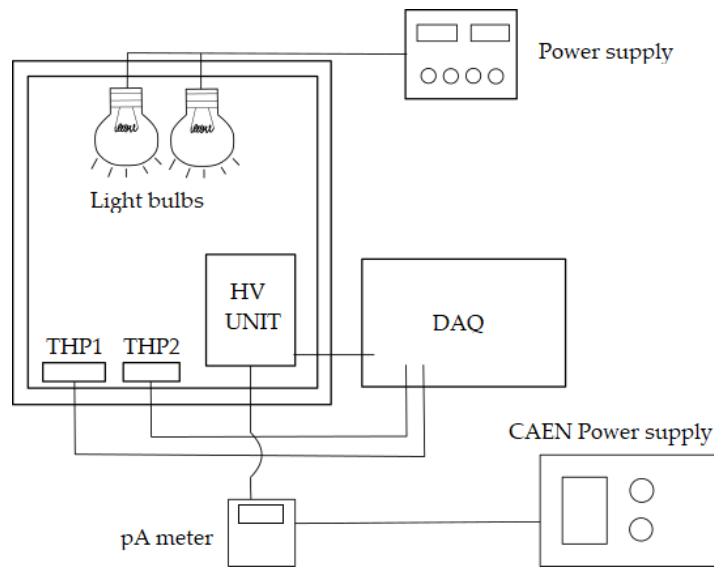 Power supply
Light bulbs
HV
UNIT
DAQ
THP1 THP2
CAEN Power supply
pA meter